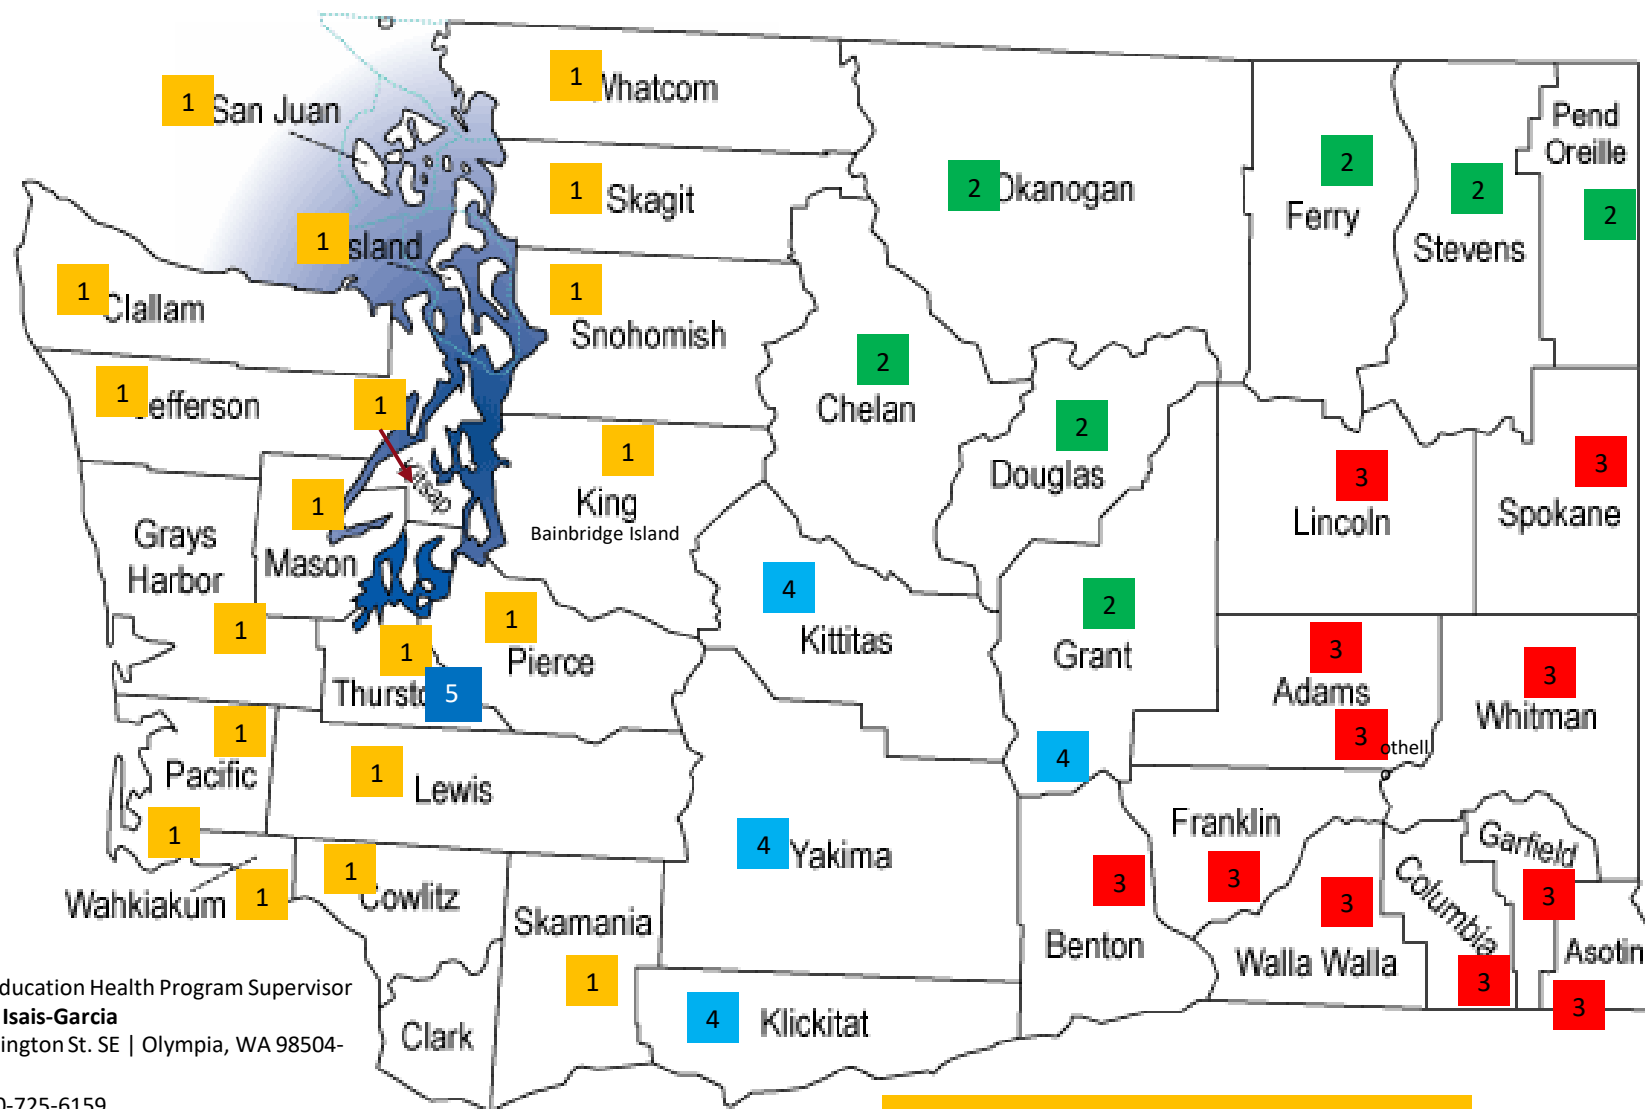 1 Whatcom
1 San Juan
Pend
Oreille
2
2 Ferry
2 Stevens
2 Okanogan
1 Skagit
1 Island
1 Clallam
1 Snohomish
2 Chelan
1 Jefferson
1 Kitsap
2 Douglas
1 King
Bainbridge Island
3 Lincoln
3 Spokane
1 Mason
Grays
Harbor
1
4 Kittitas
2 Grant
1 Pierce
1 Thursto
5
3 Adams
3 othell
3 Whitman
1 Pacific
1
1 Lewis
4
4 Yakima
Franklin
3
Garfield
3
1 Cowlitz
Wahkiakum 1
Skamania
1
3 Benton
3 Walla Walla
Columbia
3
Asotin
3
4 Klickitat
Clark
ducation Health Program Supervisor
Isais-Garcia
ington St. SE | Olympia, WA 98504-
0-725-6159